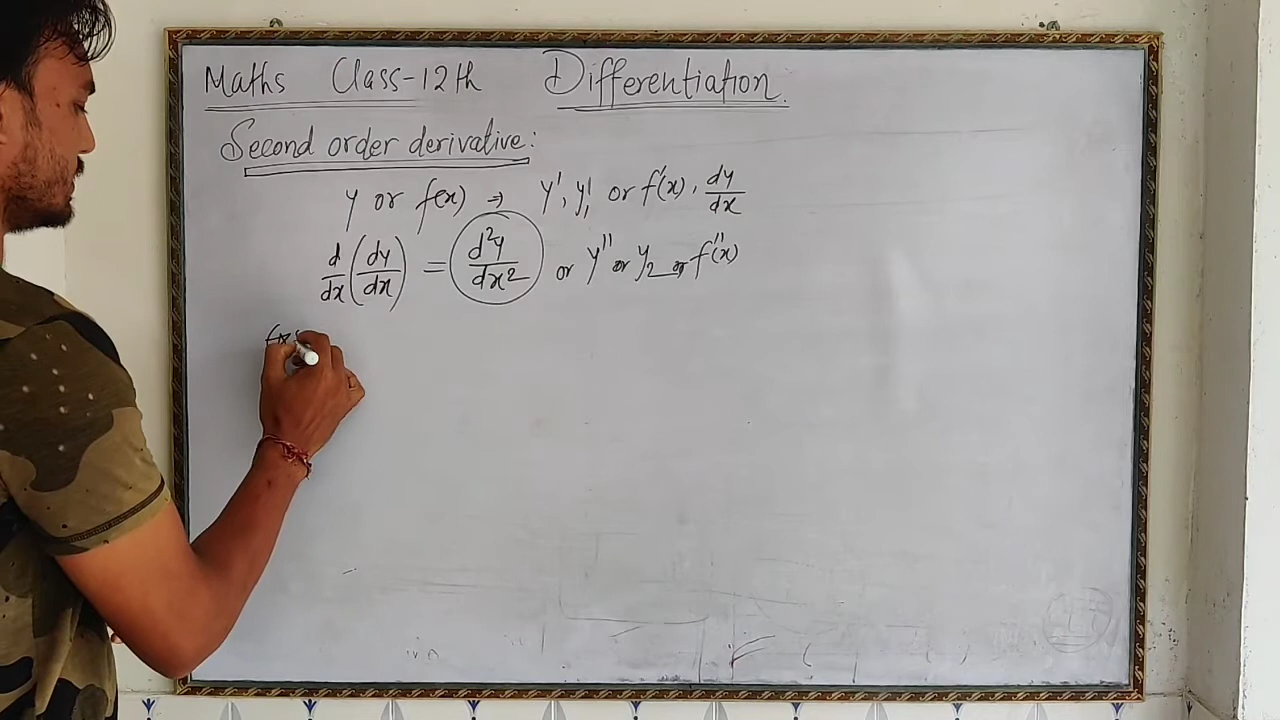 Maths Class-12th Differentiation.
Second order derivative:
y or f(x) ⇒ y', y₁' or f'(x), dy/dx
d/dx (dy/dx) = d²y/dx² or y'' or y₂ or f''(x)